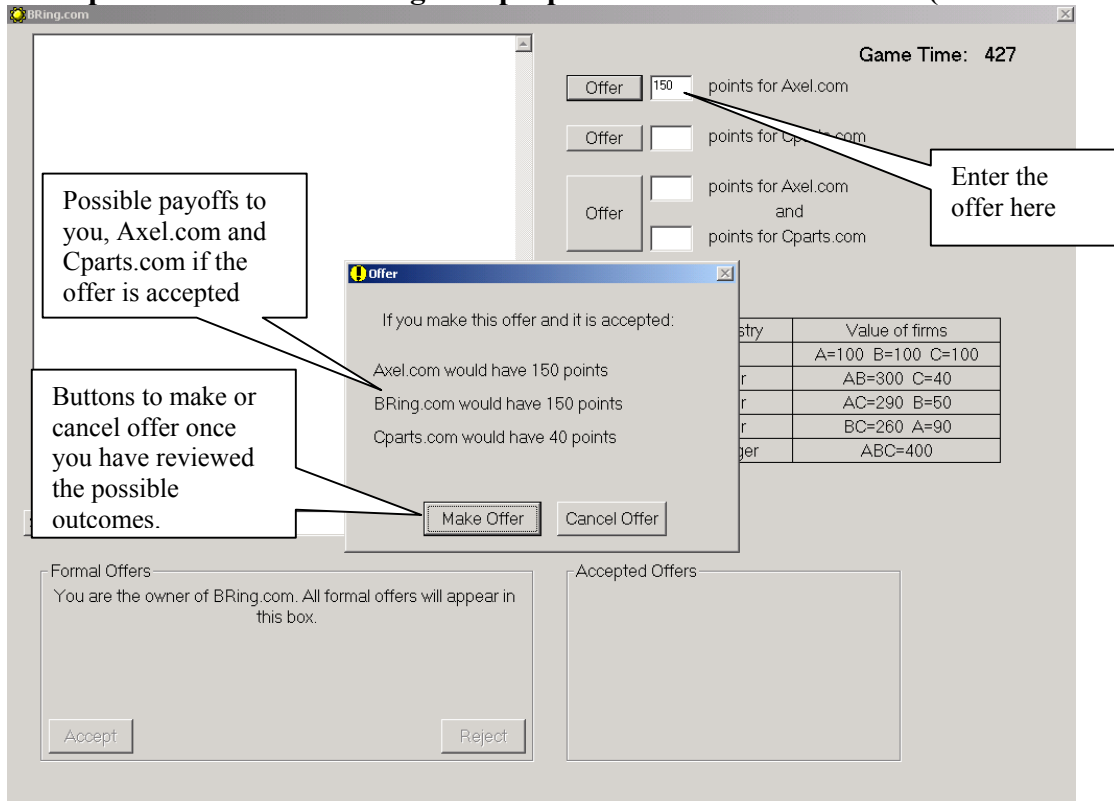 BRing.com
Game Time: 427
Offer 150 points for Axel.com
Offer points for Cparts.com
Enter the
offer here
points for Axel.com
Offer and
points for Cparts.com
Possible payoffs to
you, Axel.com and
Cparts.com if the
offer is accepted
Offer
If you make this offer and it is accepted:
Axel.com would have 150 points
BRing.com would have 150 points
Cparts.com would have 40 points
Make Offer Cancel Offer
Buttons to make or
cancel offer once
you have reviewed
the possible
outcomes.
stry Value of firms
A=100 B=100 C=100
r AB=300 C=40
r AC=290 B=50
r BC=260 A=90
ger ABC=400
Formal Offers
You are the owner of BRing.com. All formal offers will appear in
this box.
Accept Reject
Accepted Offers